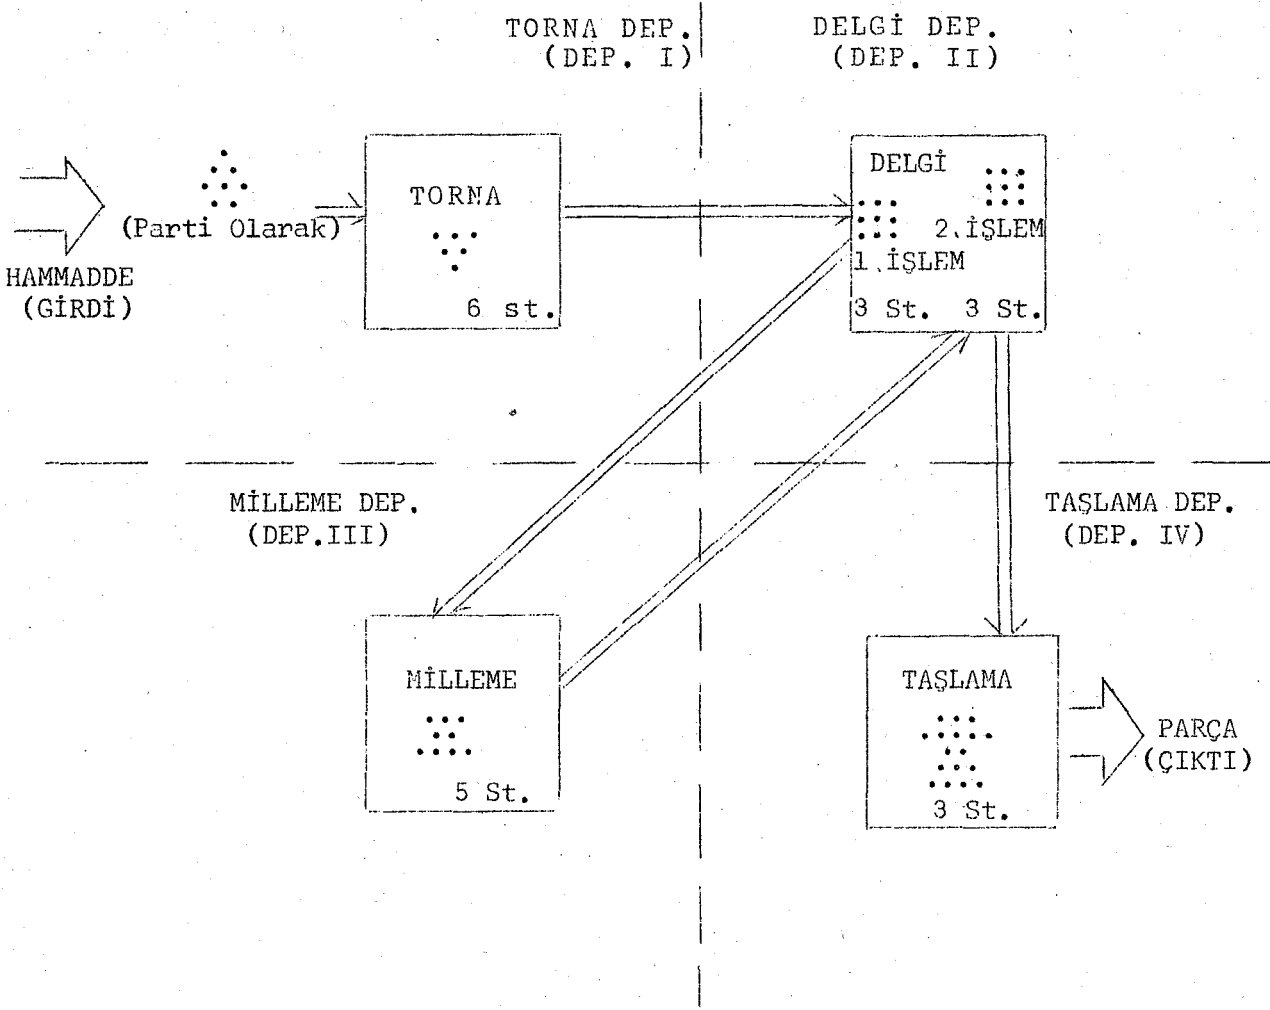 TORNA DEP.
(DEP. I)
DELGİ DEP.
(DEP. II)
HAMMADDE
(GİRDİ)
(Parti Olarak)
TORNA
6 st.
DELGİ
2.İŞLEM
1.İŞLEM
3 St. 3 St.
MİLLEME DEP.
(DEP.III)
TAŞLAMA DEP.
(DEP. IV)
MİLLEME
5 St.
TAŞLAMA
3 St.
PARÇA
(ÇIKTI)